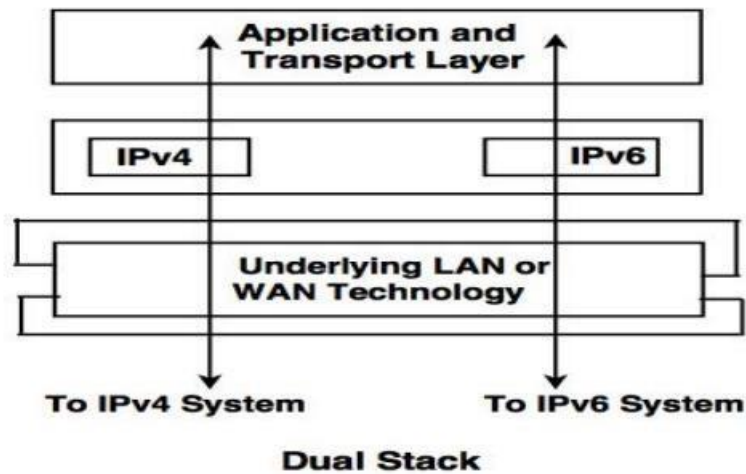 Application and
Transport Layer
IPv4
IPv6
Underlying LAN or
WAN Technology
To IPv4 System
To IPv6 System
Dual Stack